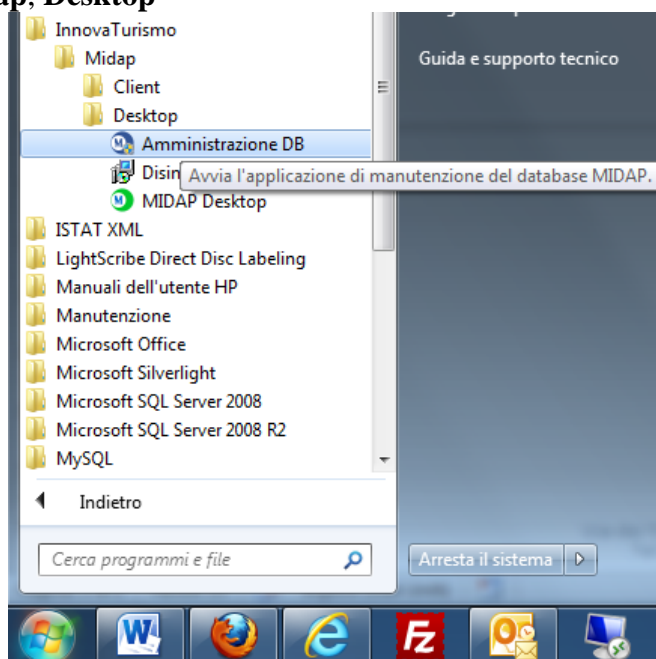 Desktop
InnovaTurismo
Midap
Guida e supporto tecnico
Client
Desktop
Amministrazione DB
Disin
Avvia l'applicazione di manutenzione del database MIDAP.
MIDAP Desktop
ISTAT XML
LightScribe Direct Disc Labeling
Manuali dell'utente HP
Manutenzione
Microsoft Office
Microsoft Silverlight
Microsoft SQL Server 2008
Microsoft SQL Server 2008 R2
MySQL
Indietro
Cerca programmi e file
Arresta il sistema